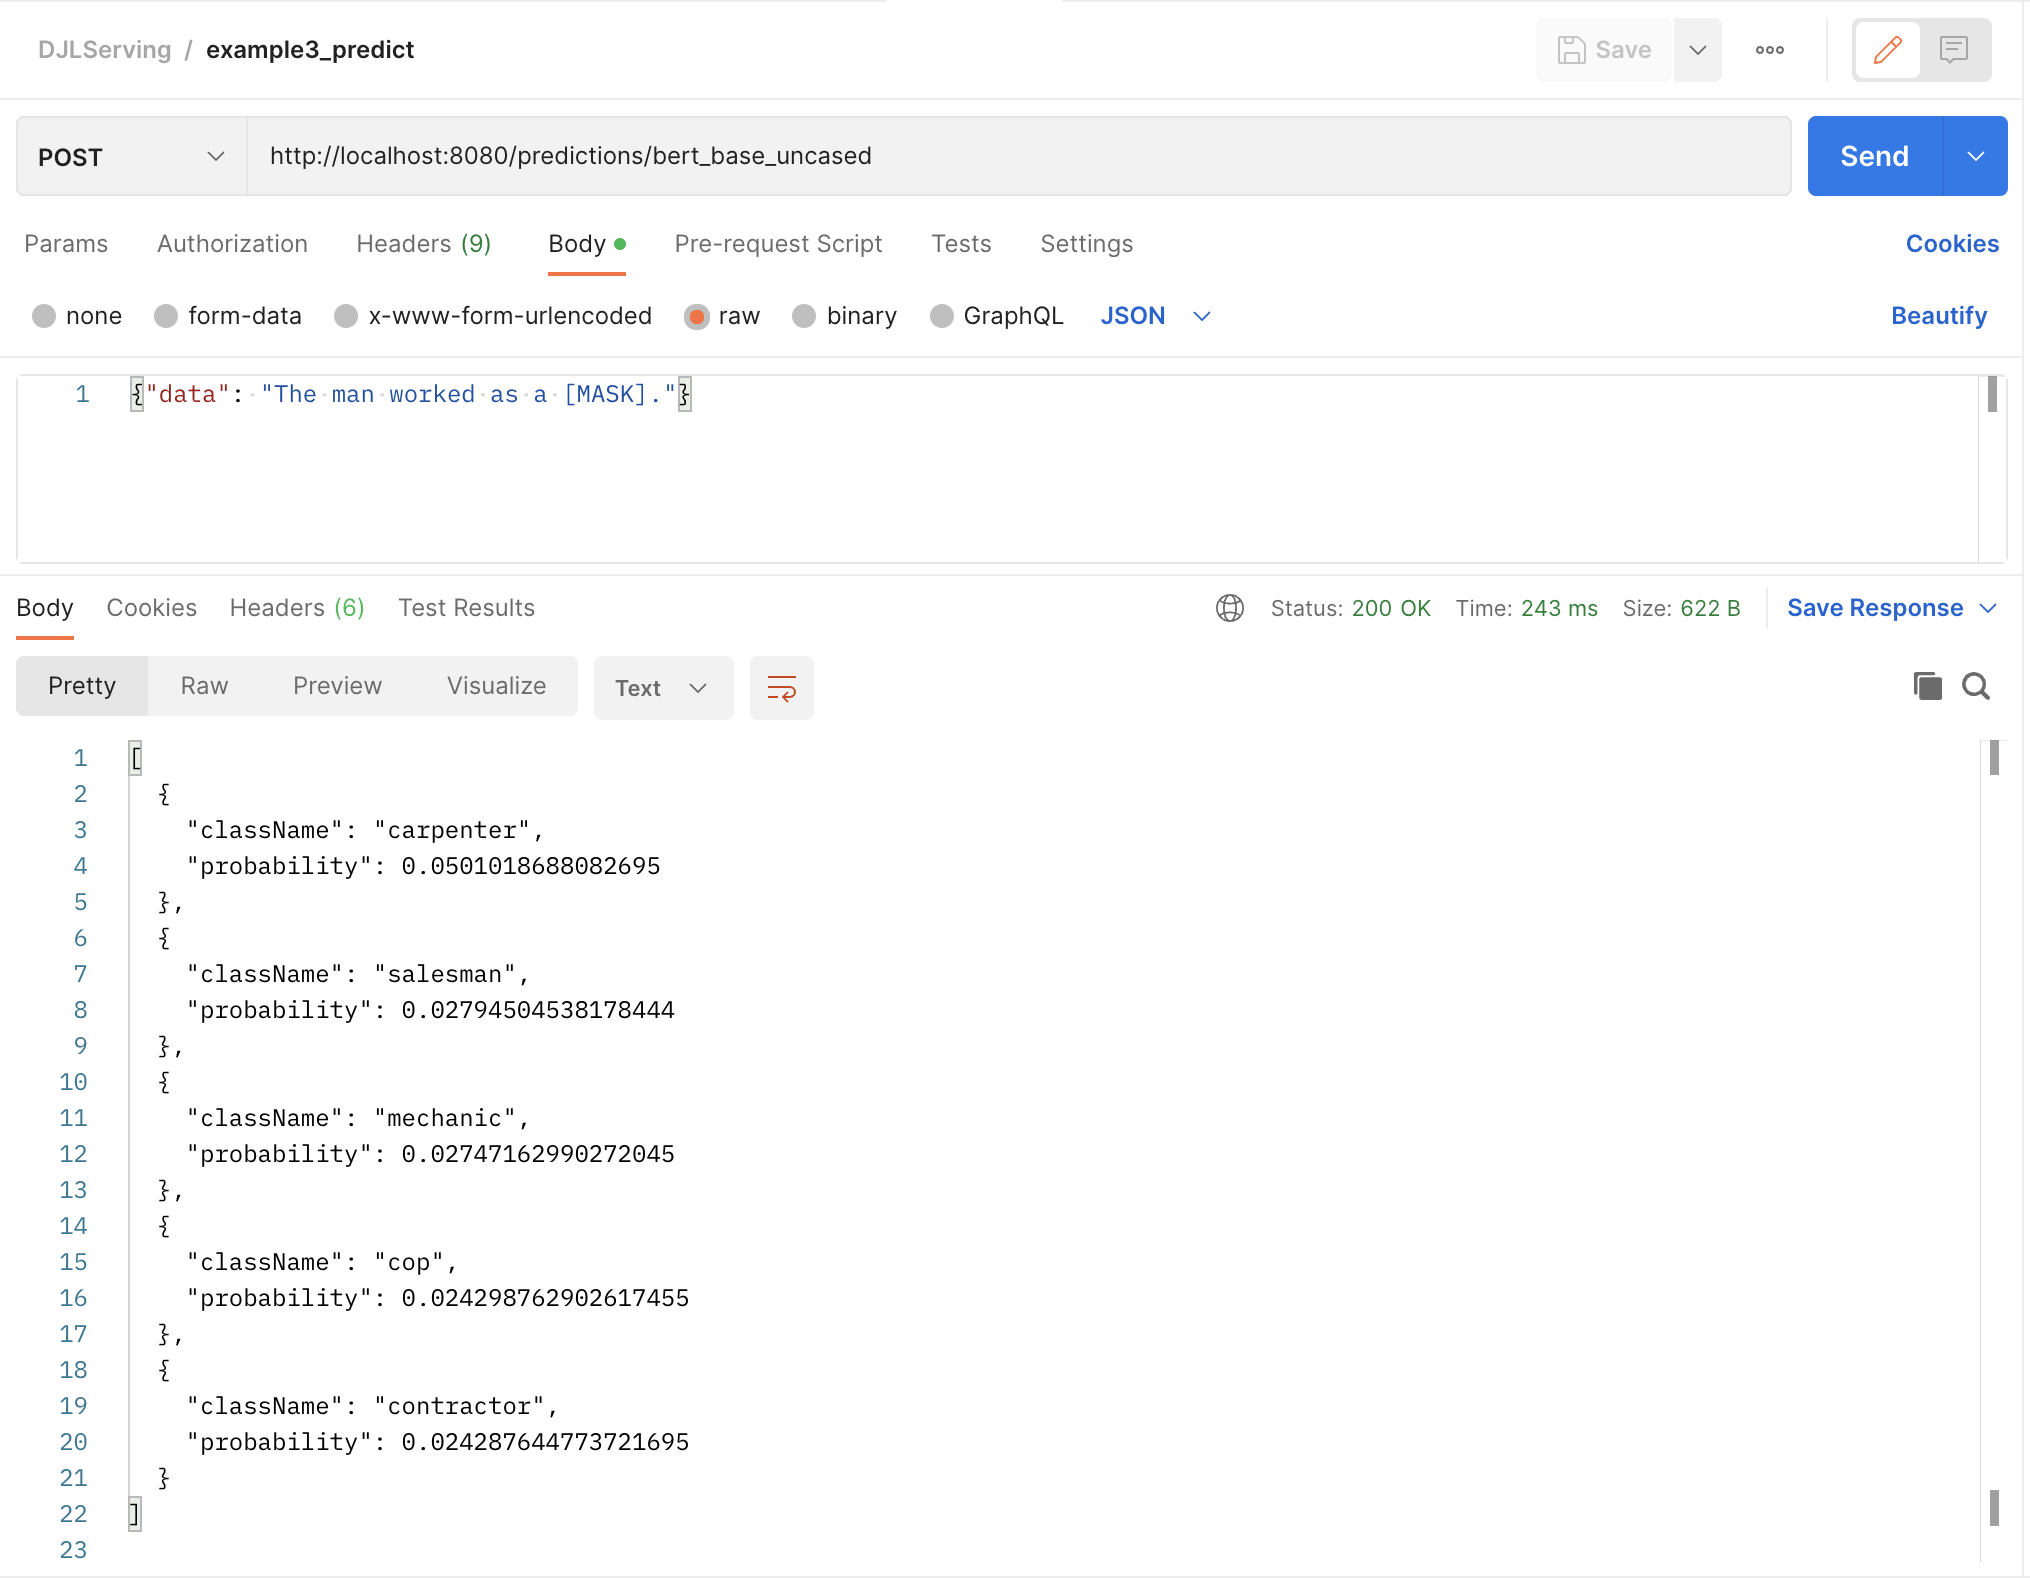 DJLServing / example3_predict
Save
POST
http://localhost:8080/predictions/bert_base_uncased
Send
Params Authorization Headers (9) Body Pre-request Script Tests Settings Cookies
none form-data x-www-form-urlencoded raw binary GraphQL JSON Beautify
1 {"data": "The man worked as a [MASK]."}
Body Cookies Headers (6) Test Results Status: 200 OK Time: 243 ms Size: 622 B Save Response
Pretty Raw Preview Visualize Text
1 [
2 {
3 "className": "carpenter",
4 "probability": 0.0501018688082695
5 },
6 {
7 "className": "salesman",
8 "probability": 0.02794504538178444
9 },
10 {
11 "className": "mechanic",
12 "probability": 0.02747162990272045
13 },
14 {
15 "className": "cop",
16 "probability": 0.024298762902617455
17 },
18 {
19 "className": "contractor",
20 "probability": 0.024287644773721695
21 }
22 ]
23